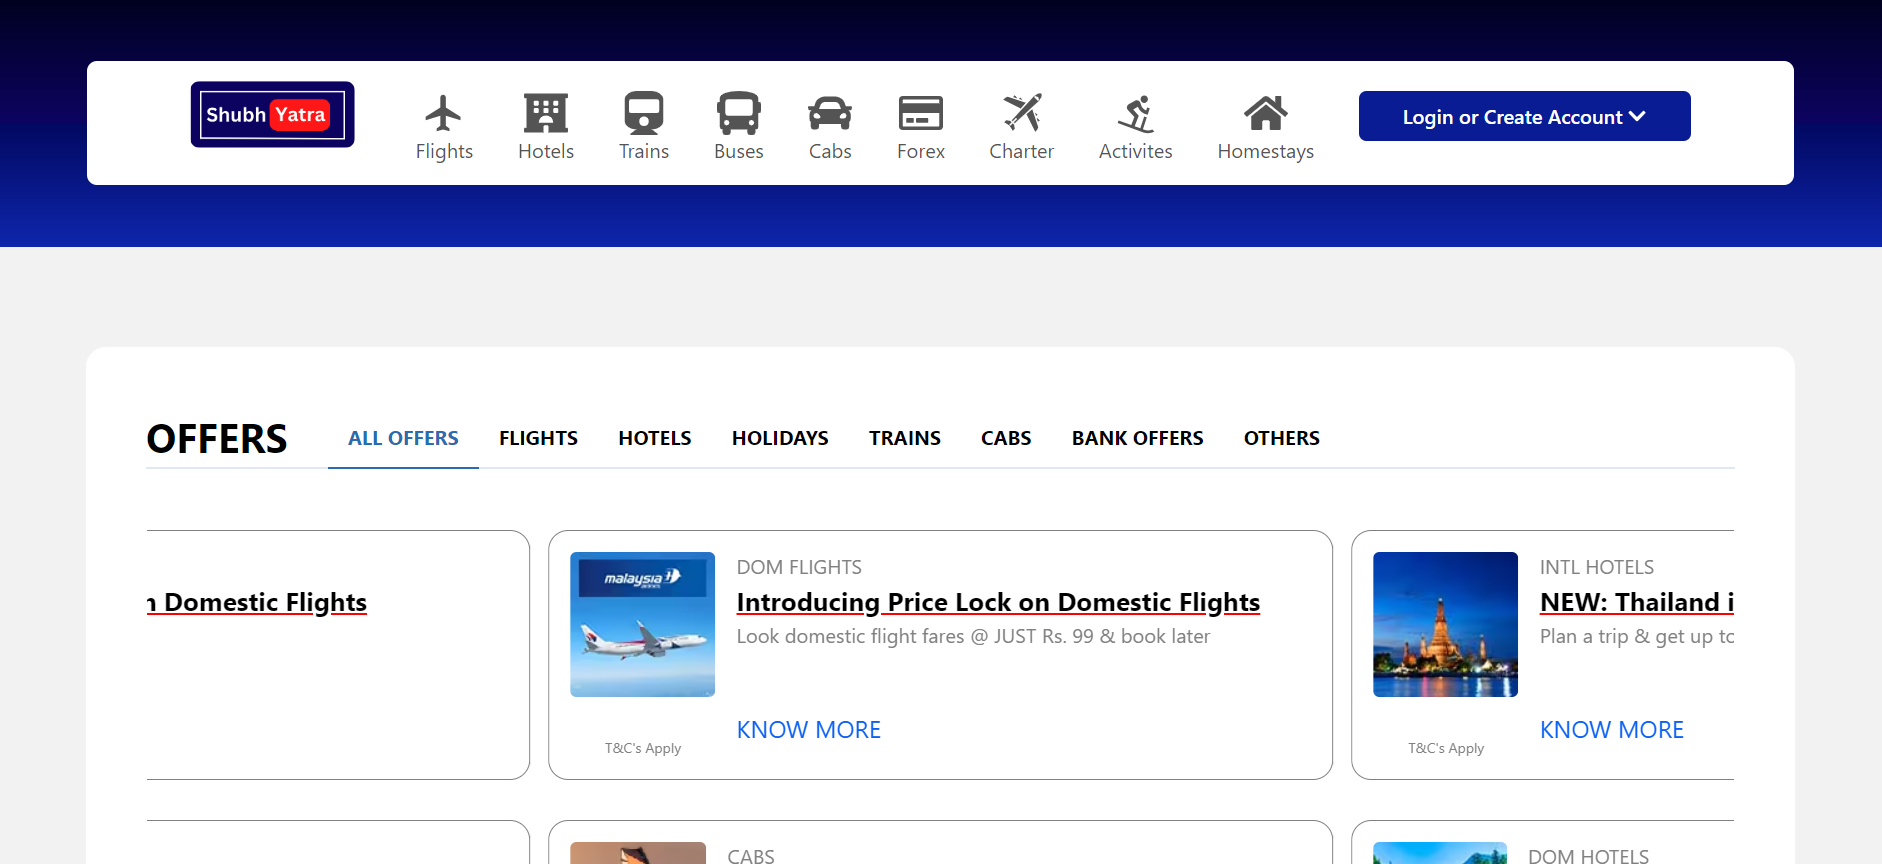 Shubh Yatra
Flights
Hotels
Trains
Buses
Cabs
Forex
Charter
Activites
Homestays
Login or Create Account
OFFERS
ALL OFFERS
FLIGHTS
HOTELS
HOLIDAYS
TRAINS
CABS
BANK OFFERS
OTHERS
Domestic Flights
malaysia
airlines
T&C's Apply
DOM FLIGHTS
Introducing Price Lock on Domestic Flights
Look domestic flight fares @ JUST Rs. 99 & book later
KNOW MORE
T&C's Apply
INTL HOTELS
NEW: Thailand i
Plan a trip & get up to
KNOW MORE
CABS
DOM HOTELS